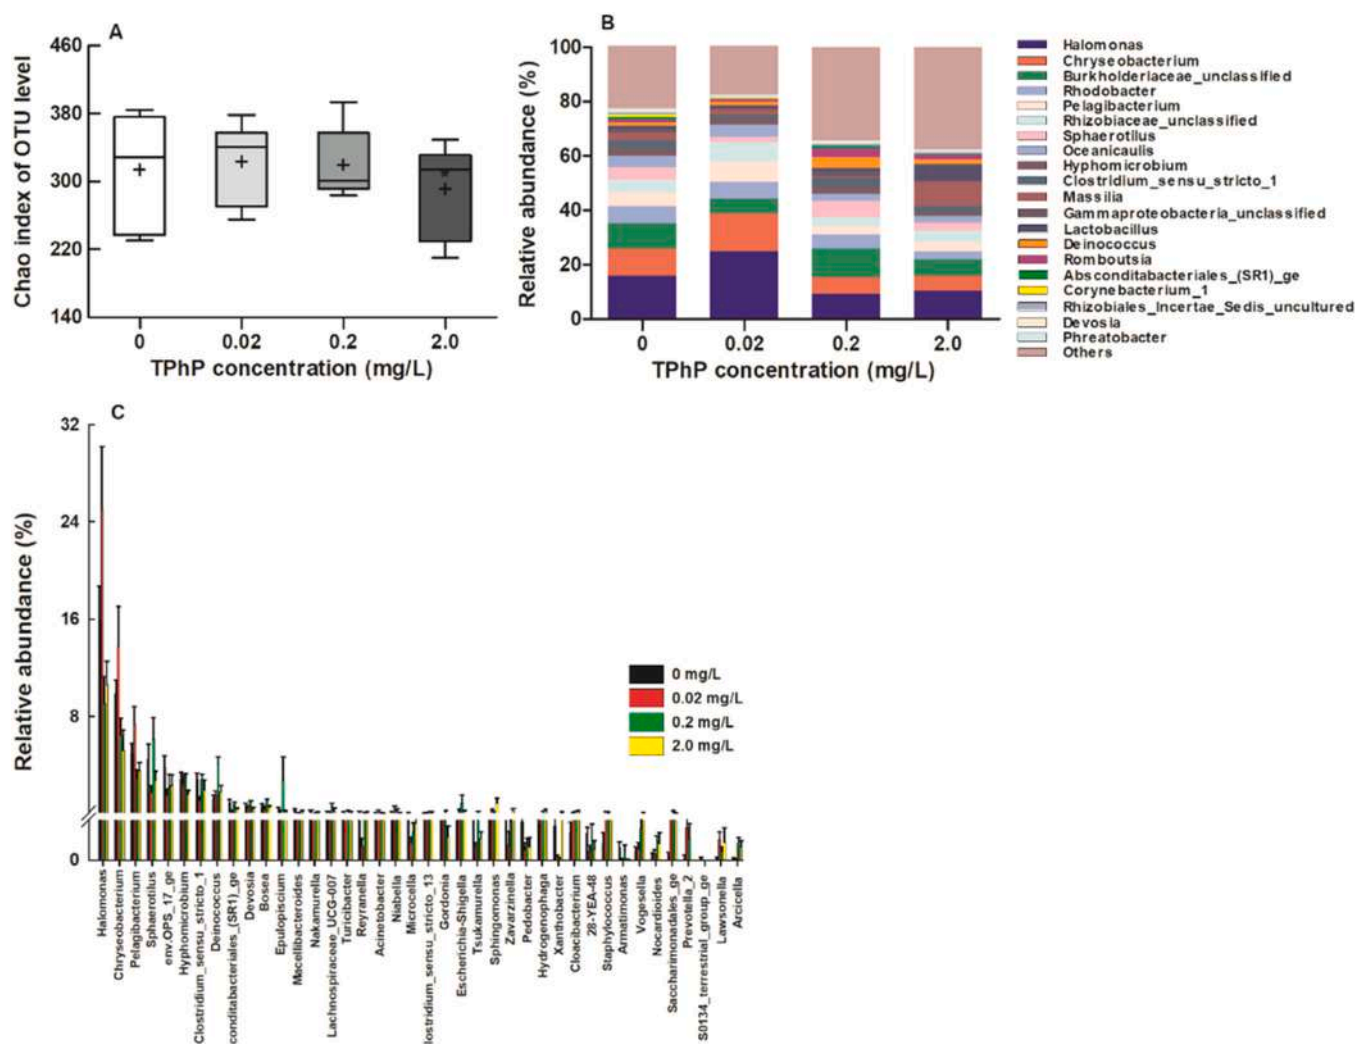 A
Chao index of OTU level
460
380
300
220
140
0
0.02
0.2
2.0
TPhP concentration (mg/L)
B
Relative abundance (%)
100
80
60
40
20
0
0
0.02
0.2
2.0
TPhP concentration (mg/L)
Halomonas
Chryseobacterium
Burkholderiaceae_unclassified
Rhodobacter
Pelagibacterium
Rhizobiaceae_unclassified
Sphaerotilus
Oceanicaulis
Hyphomicrobium
Clostridium_sensu_stricto_1
Massilia
Gammaproteobacteria_unclassified
Lactobacillus
Deinococcus
Romboutsia
Absconditabacteriales_(SR1)_ge
Corynebacterium_1
Rhizobiales_Incertae_Sedis_uncultured
Devosia
Phreatobacter
Others
C
Relative abundance (%)
32
24
16
8
0
0 mg/L
0.02 mg/L
0.2 mg/L
2.0 mg/L
Halomonas
Chryseobacterium
Pelagibacterium
Sphaerotilus
env.OPS_17_ge
Hyphomicrobium
Clostridium_sensu_stricto_1
Deinococcus
conditabacteriales_(SR1)_ge
Devosia
Bosea
Epulopiscium
Macellibacteroides
Nakamurella
Lachnospiraceae_UCG-007
Turicibacter
Reyranella
Acinetobacter
Niabella
Microcella
lostridium_sensu_stricto_13
Gordonia
Escherichia-Shigella
Tsukamurella
Sphingomonas
Zavarzinella
Pedobacter
Hydrogenophaga
Xanthobacter
Cloacibacterium
28-YEA-48
Staphylococcus
Armatimonas
Vogesella
Nocardioides
Saccharimonadales_ge
Prevotella_2
S0134_terrestrial_group_ge
Lawsonella
Arcicella